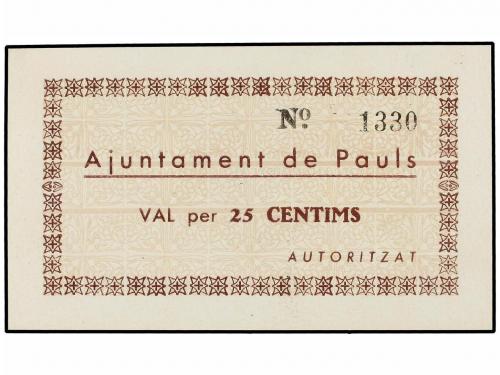 Nº 1330
Ajuntament de Pauls
VAL per 25 CENTIMS
AUTORITZAT